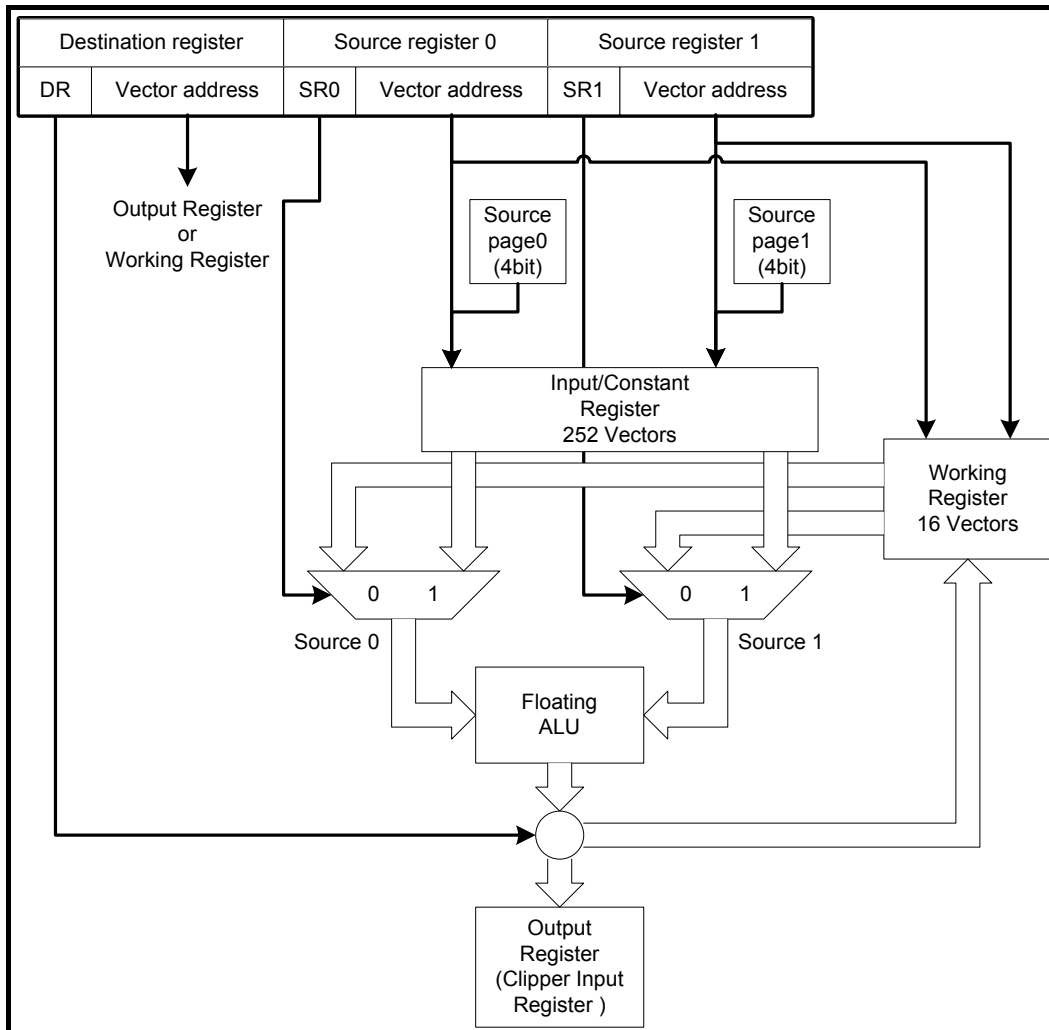 Destination register
Source register 0
Source register 1
DR
Vector address
SR0
Vector address
SR1
Vector address
Output Register
or
Working Register
Source
page0
(4bit)
Source
page1
(4bit)
Input/Constant
Register
252 Vectors
Working
Register
16 Vectors
0
1
0
1
Source 0
Source 1
Floating
ALU
Output
Register
(Clipper Input
Register )